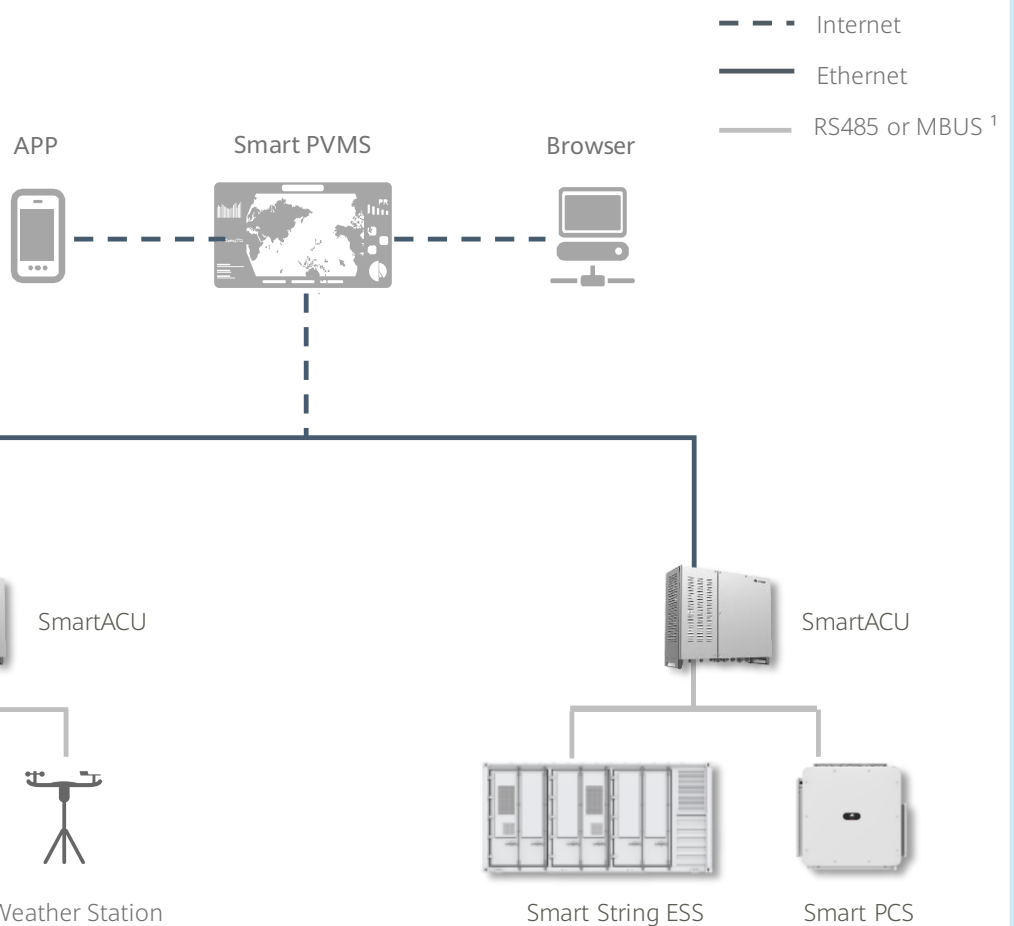 Internet
Ethernet
RS485 or MBUS ¹
APP
Smart PVMS
Browser
SmartACU
SmartACU
Weather Station
Smart String ESS
Smart PCS